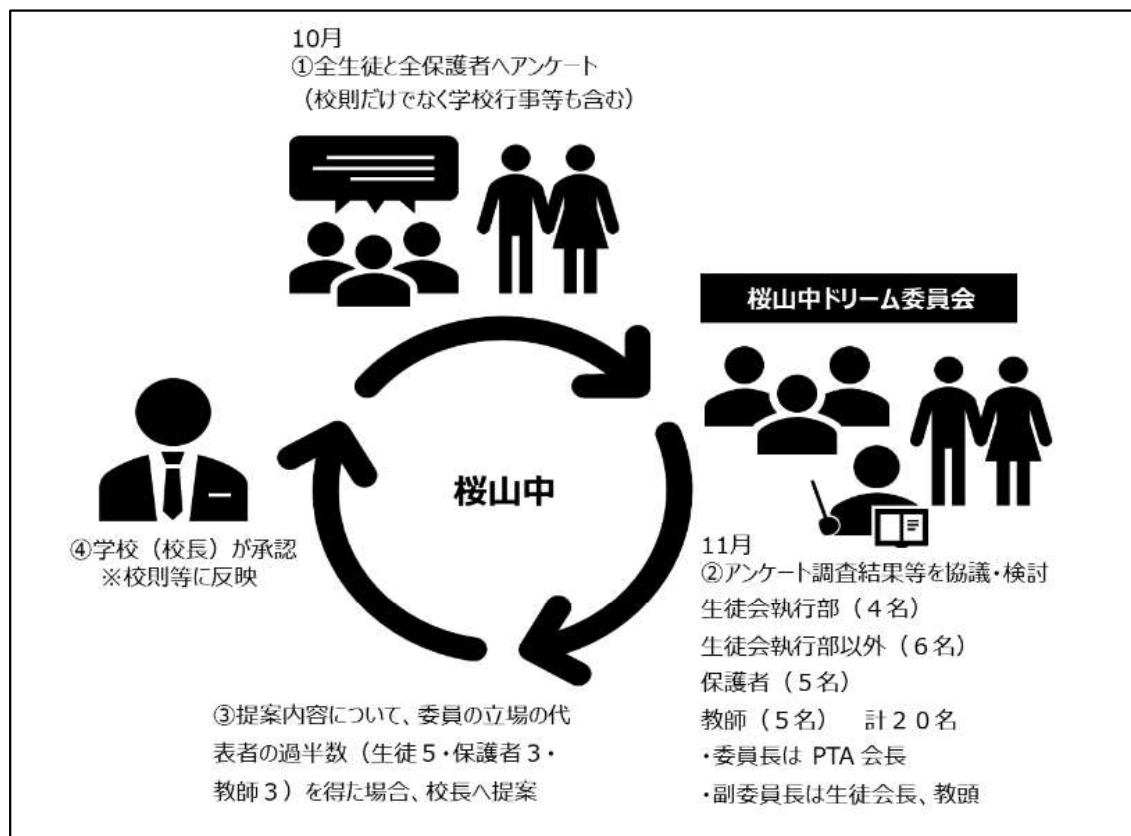 10月
①全生徒と全保護者へアンケート
（校則だけでなく学校行事等も含む）
桜山中ドリーム委員会
桜山中
11月
②アンケート調査結果等を協議・検討
生徒会執行部（４名）
生徒会執行部以外（６名）
保護者（５名）
教師（５名）　計２０名
・委員長は PTA 会長
・副委員長は生徒会長、教頭
③提案内容について、委員の立場の代
表者の過半数（生徒５・保護者３・
教師３）を得た場合、校長へ提案
④学校（校長）が承認
※校則等に反映